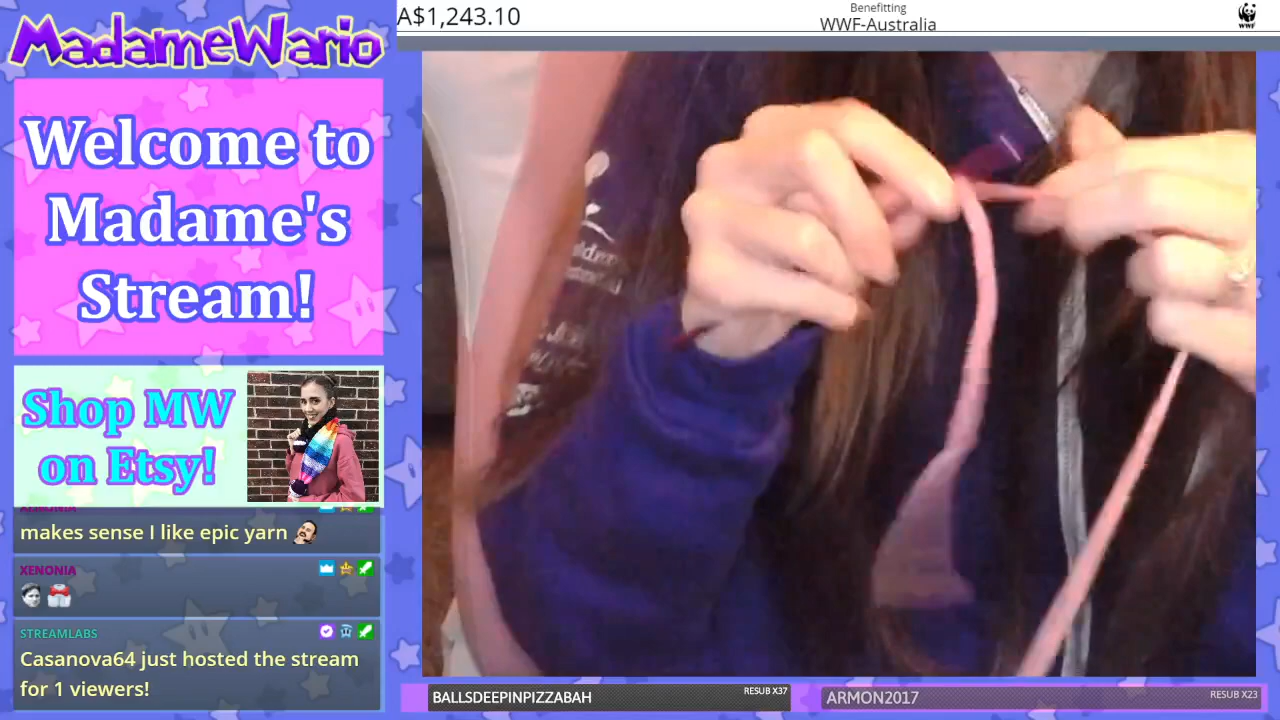 MadameWario
Welcome to
Madame's
Stream!
Shop MW
on Etsy!
makes sense I like epic yarn
XENONIA
STREAMLABS
Casanova64 just hosted the stream
for 1 viewers!
A$1,243.10
Benefitting
WWF-Australia
WWF
BALLSDEEPINPIZZABAH
RESUB X37
ARMON2017
RESUB X23